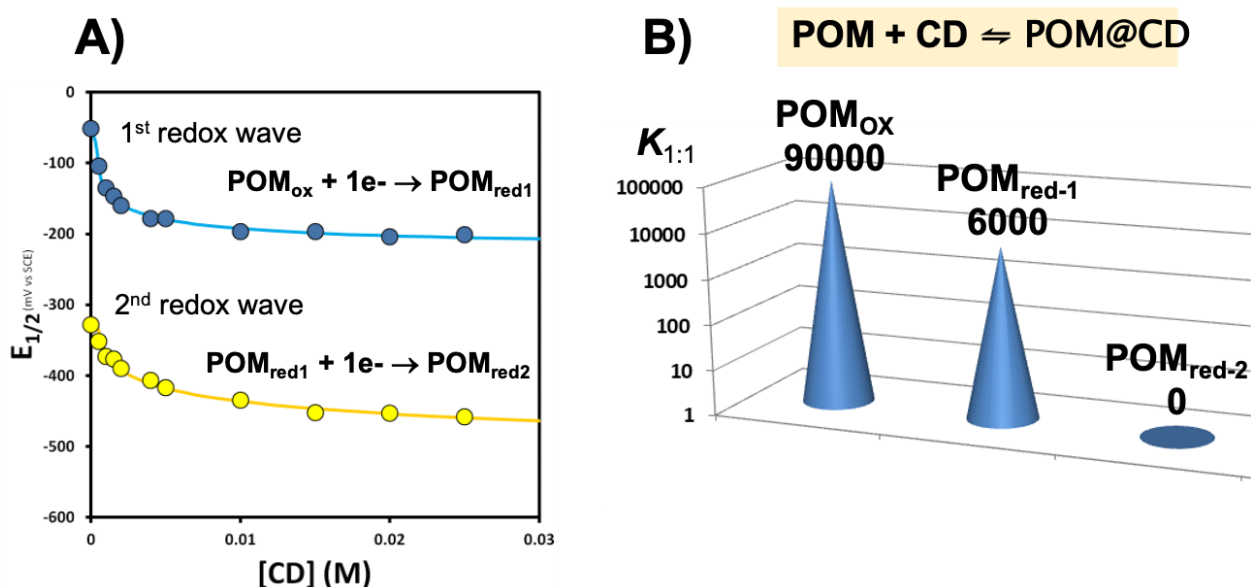 A)
0
-100
-200
-300
-400
-500
-600
E1/2 (mV vs SCE)
1st redox wave
POMox + 1e- → POMred1
2nd redox wave
POMred1 + 1e- → POMred2
0
0.01
0.02
0.03
[CD] (M)
B)
POM + CD ⇌ POM@CD
K1:1
100000
10000
1000
100
10
1
POMOX
90000
POMred-1
6000
POMred-2
0